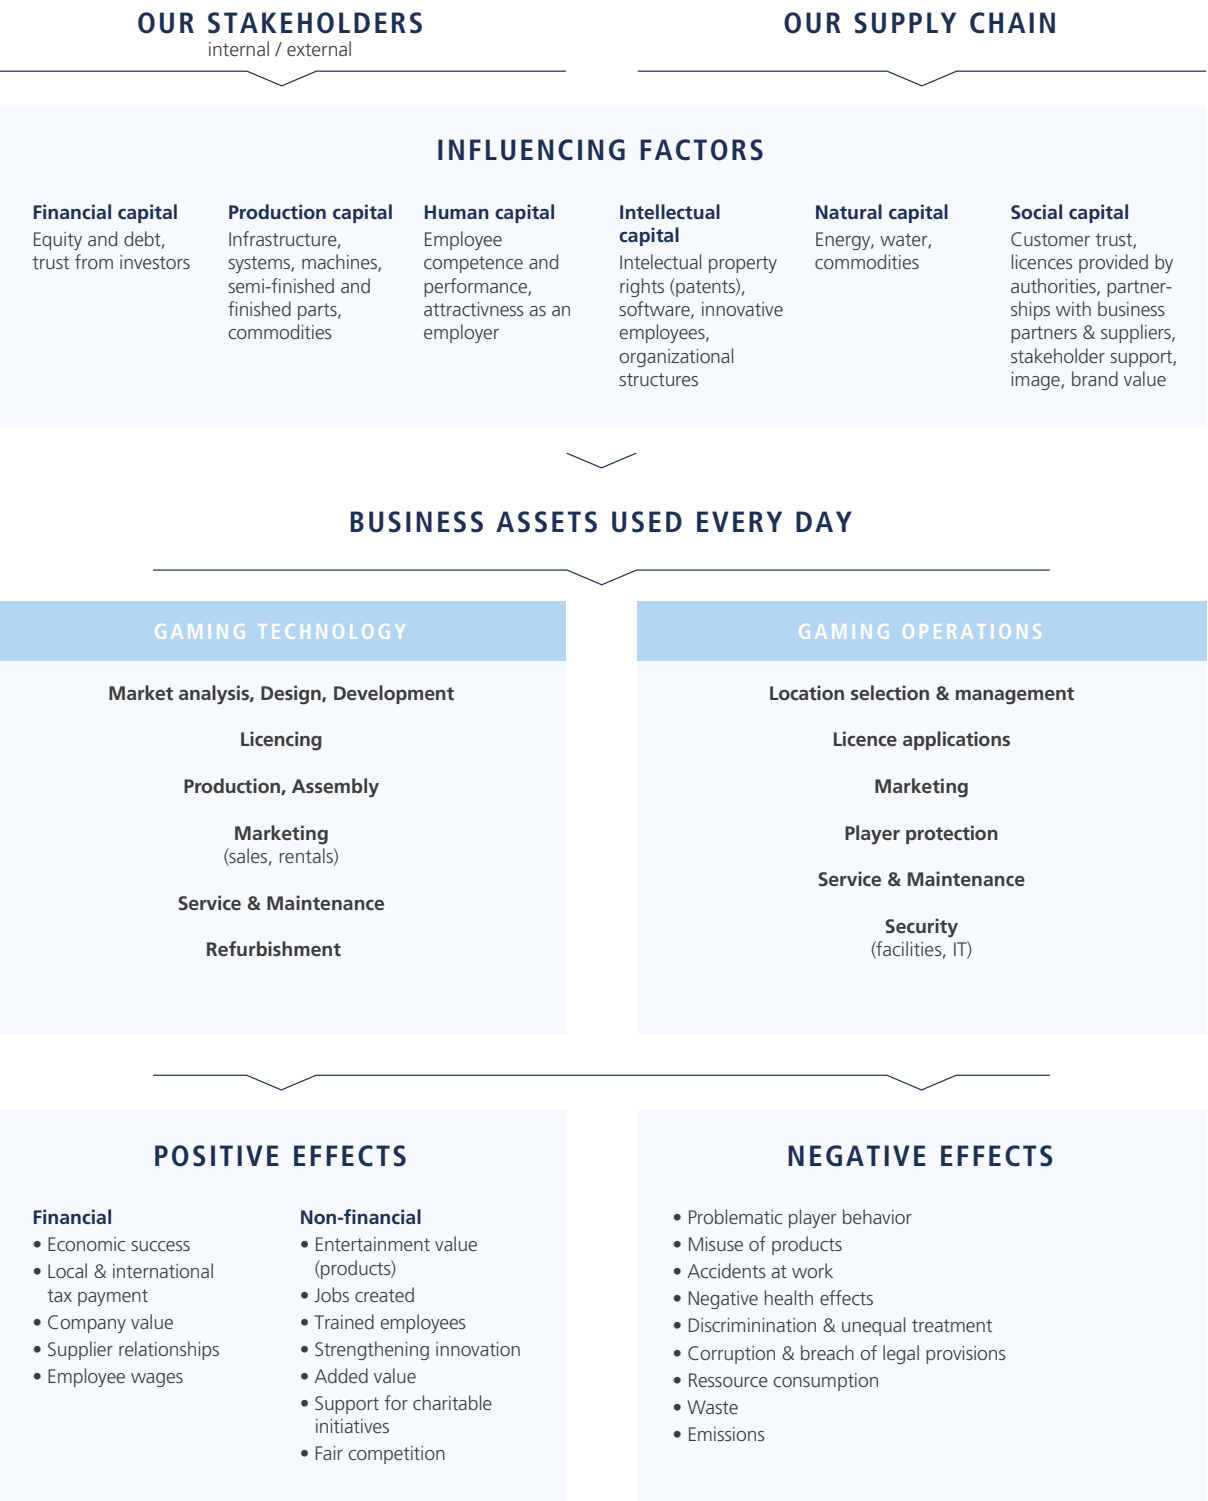 OUR STAKEHOLDERS
internal / external
OUR SUPPLY CHAIN
INFLUENCING FACTORS
Financial capital
Equity and debt,
trust from investors
Production capital
Infrastructure,
systems, machines,
semi-finished and
finished parts,
commodities
Human capital
Employee
competence and
performance,
attractivness as an
employer
Intellectual
capital
Intelectual property
rights (patents),
software, innovative
employees,
organizational
structures
Natural capital
Energy, water,
commodities
Social capital
Customer trust,
licences provided by
authorities, partner-
ships with business
partners & suppliers,
stakeholder support,
image, brand value
BUSINESS ASSETS USED EVERY DAY
GAMING TECHNOLOGY
Market analysis, Design, Development
Licencing
Production, Assembly
Marketing
(sales, rentals)
Service & Maintenance
Refurbishment
GAMING OPERATIONS
Location selection & management
Licence applications
Marketing
Player protection
Service & Maintenance
Security
(facilities, IT)
POSITIVE EFFECTS
Financial
• Economic success
• Local & international
tax payment
• Company value
• Supplier relationships
• Employee wages
Non-financial
• Entertainment value
(products)
• Jobs created
• Trained employees
• Strengthening innovation
• Added value
• Support for charitable
initiatives
• Fair competition
NEGATIVE EFFECTS
• Problematic player behavior
• Misuse of products
• Accidents at work
• Negative health effects
• Discriminination & unequal treatment
• Corruption & breach of legal provisions
• Ressource consumption
• Waste
• Emissions